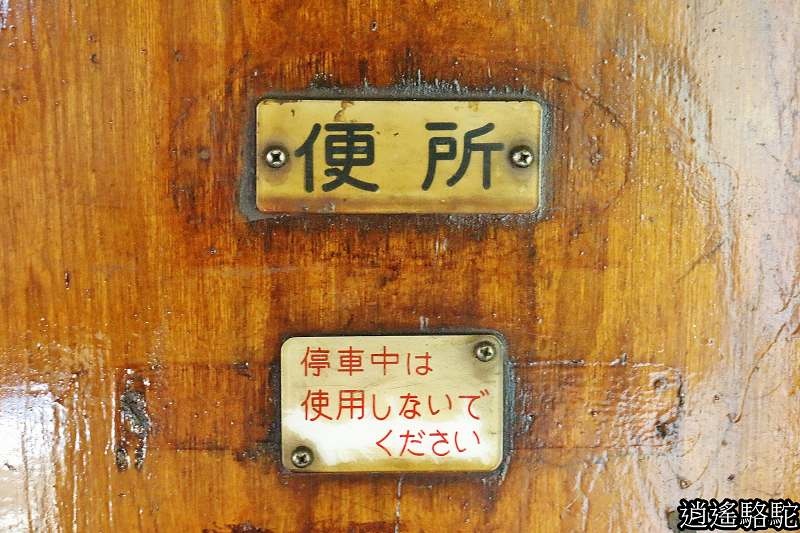 便所
停車中は
使用しないで
ください
逍遙駱駝